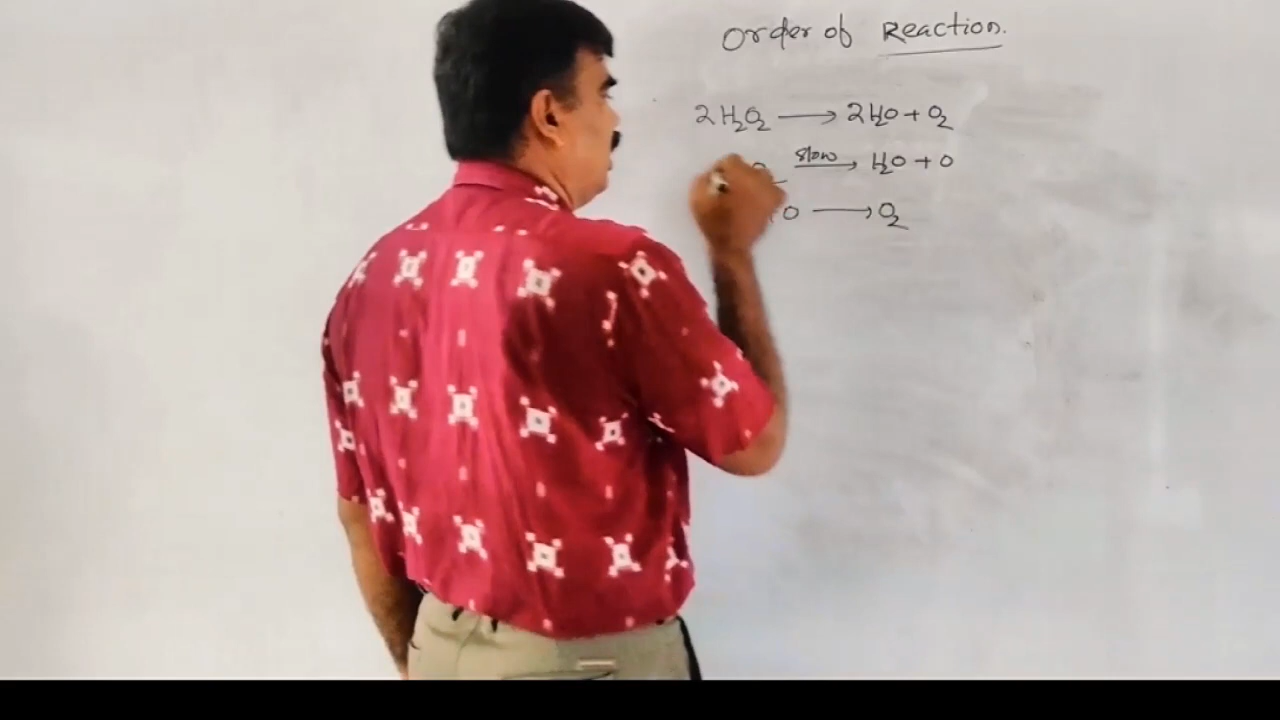 Order of Reaction.
2H₂O₂ ⟶ 2H₂O + O₂
slow ⟶ H₂O + O
O ⟶ O₂